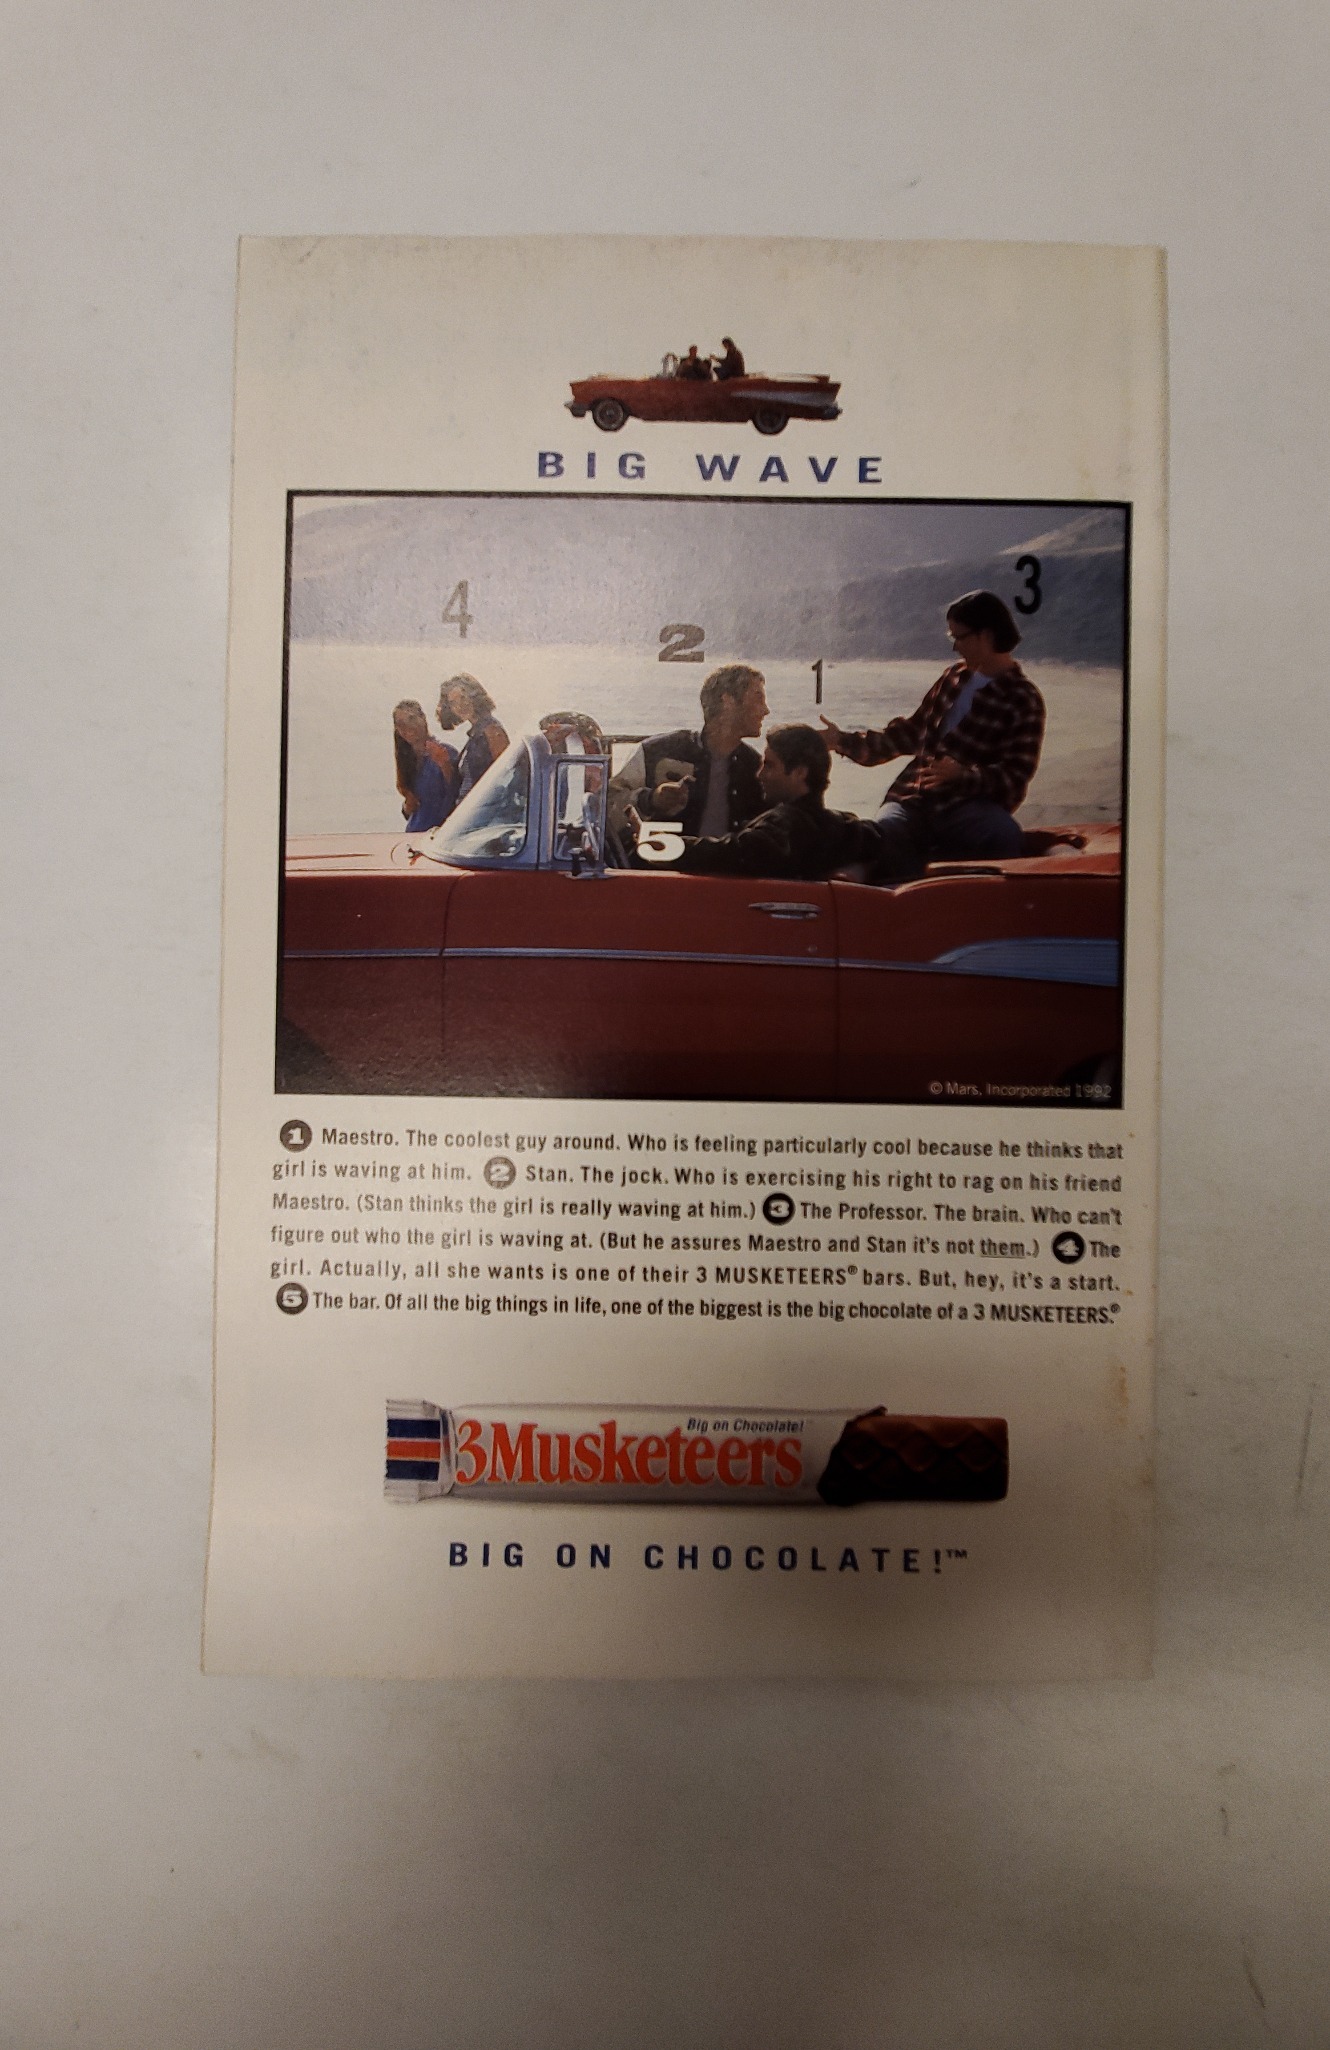 BIG WAVE
4
3
2
1
5
© Mars, Incorporated 1992
1 Maestro. The coolest guy around. Who is feeling particularly cool because he thinks that
girl is waving at him. 2 Stan. The jock. Who is exercising his right to rag on his friend
Maestro. (Stan thinks the girl is really waving at him.) 3 The Professor. The brain. Who can't
figure out who the girl is waving at. (But he assures Maestro and Stan it's not them.) 4 The
girl. Actually, all she wants is one of their 3 MUSKETEERS® bars. But, hey, it's a start.
5 The bar. Of all the big things in life, one of the biggest is the big chocolate of a 3 MUSKETEERS.®
Big on Chocolate!™
3Musketeers
BIG ON CHOCOLATE!™